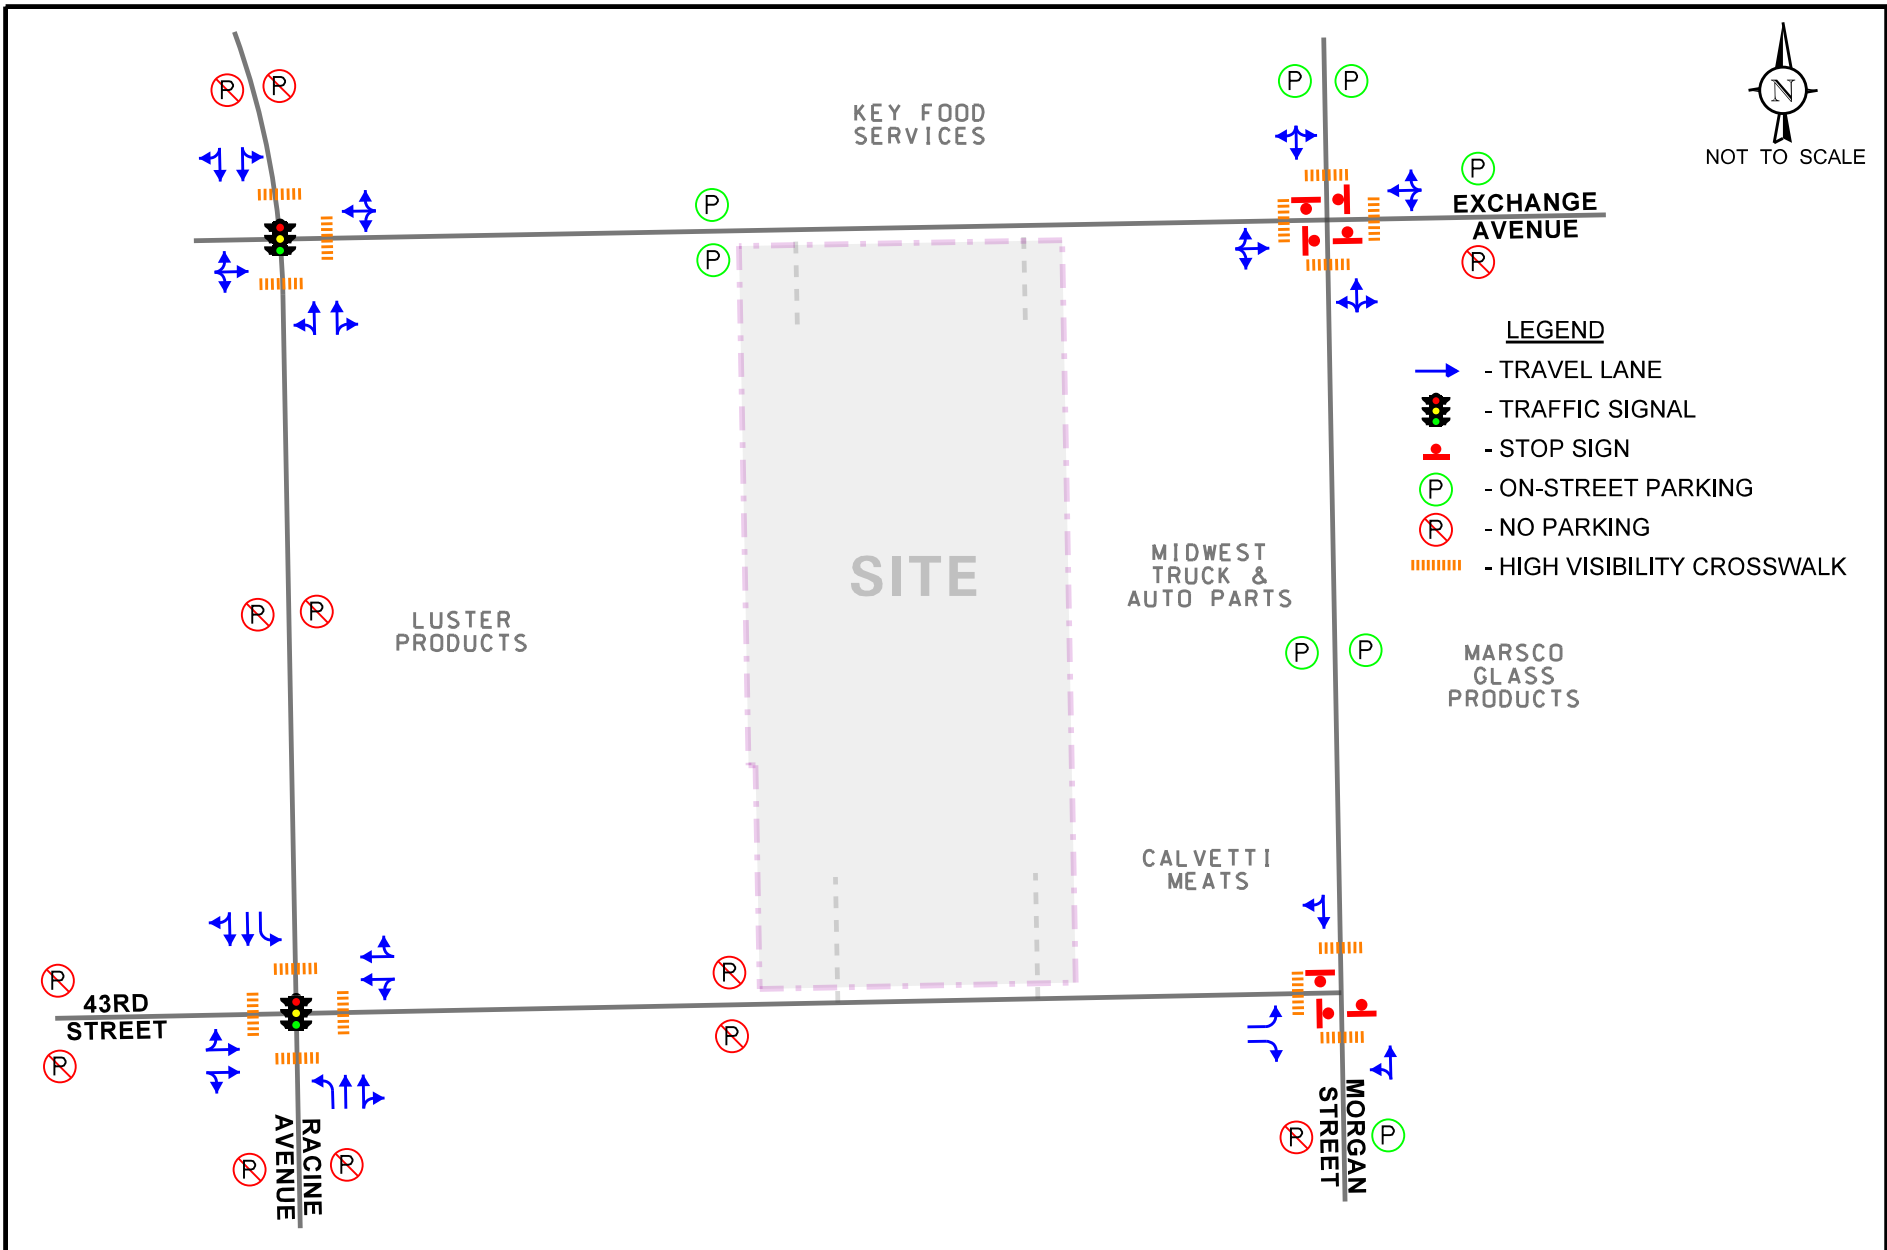 KEY FOOD
SERVICES
N
NOT TO SCALE
P
P
P
P
P
P
P
EXCHANGE
AVENUE
P
P
P
LEGEND
- TRAVEL LANE
- TRAFFIC SIGNAL
- STOP SIGN
P - ON-STREET PARKING
P - NO PARKING
- HIGH VISIBILITY CROSSWALK
SITE
MIDWEST
TRUCK &
AUTO PARTS
LUSTER
PRODUCTS
P
P
P
P
MARSCO
GLASS
PRODUCTS
CALVETTI
MEATS
P
P
43RD
STREET
P
P
RACINE
AVENUE
P
P
MORGAN
STREET
P
P